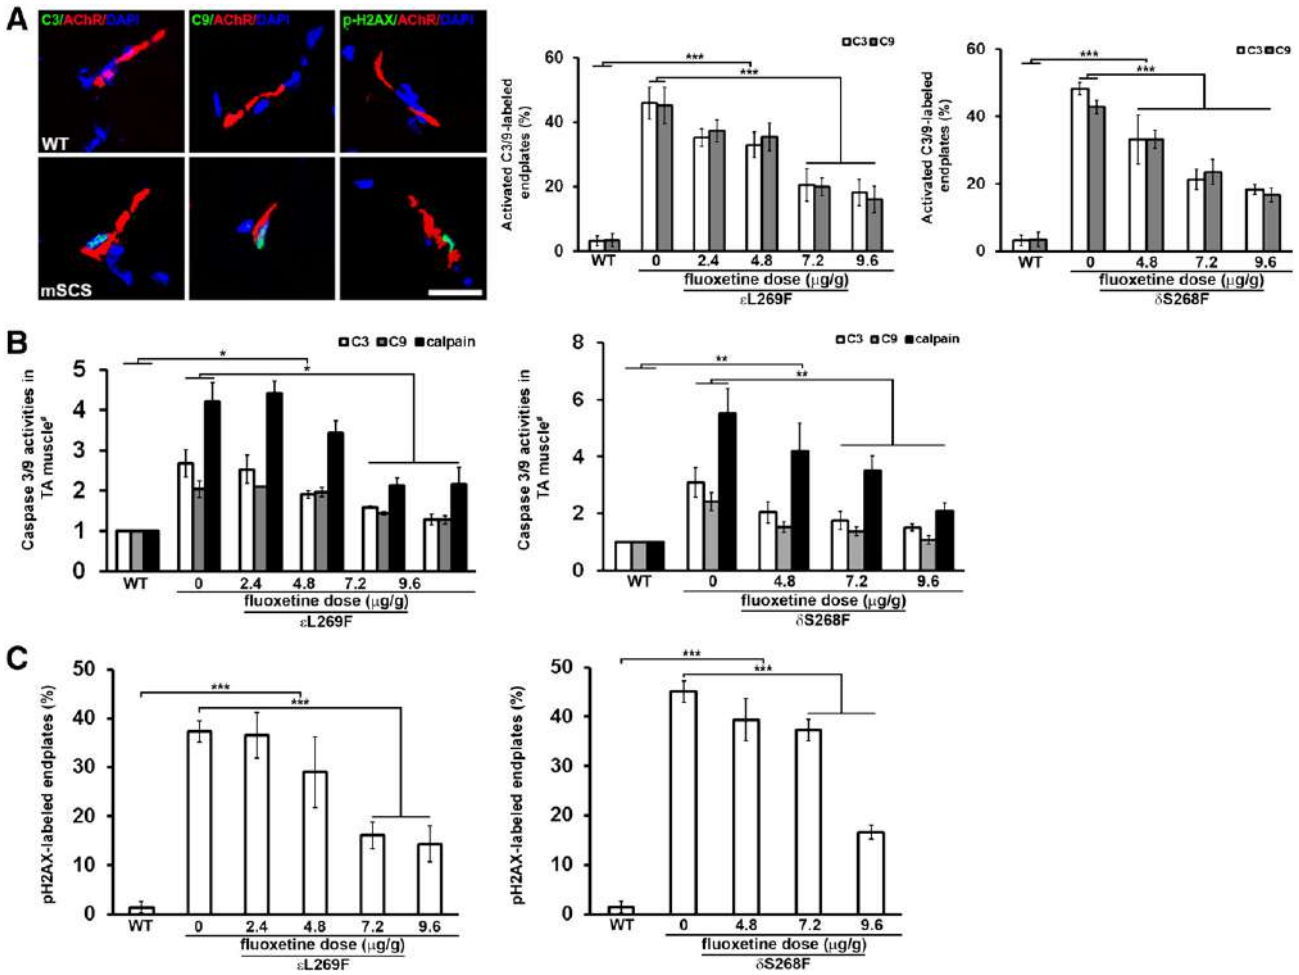 A
C3/AChR/DAPI
C9/AChR/DAPI
p-H2AX/AChR/DAPI
WT
mSCS
Activated C3/9-labeled
endplates (%)
60
40
20
0
C3 C9
***
***
WT 0 2.4 4.8 7.2 9.6
fluoxetine dose (μg/g)
εL269F
Activated C3/9-labeled
endplates (%)
60
40
20
0
C3 C9
***
***
WT 0 4.8 7.2 9.6
fluoxetine dose (μg/g)
δS268F
B
Caspase 3/9 activities in
TA muscle#
5
4
3
2
1
0
C3 C9 calpain
*
*
WT 0 2.4 4.8 7.2 9.6
fluoxetine dose (μg/g)
εL269F
Caspase 3/9 activities in
TA muscle#
8
6
4
2
0
C3 C9 calpain
**
**
WT 0 4.8 7.2 9.6
fluoxetine dose (μg/g)
δS268F
C
pH2AX-labeled endplates (%)
50
40
30
20
10
0
***
***
WT 0 2.4 4.8 7.2 9.6
fluoxetine dose (μg/g)
εL269F
pH2AX-labeled endplates (%)
50
40
30
20
10
0
***
***
WT 0 4.8 7.2 9.6
fluoxetine dose (μg/g)
δS268F